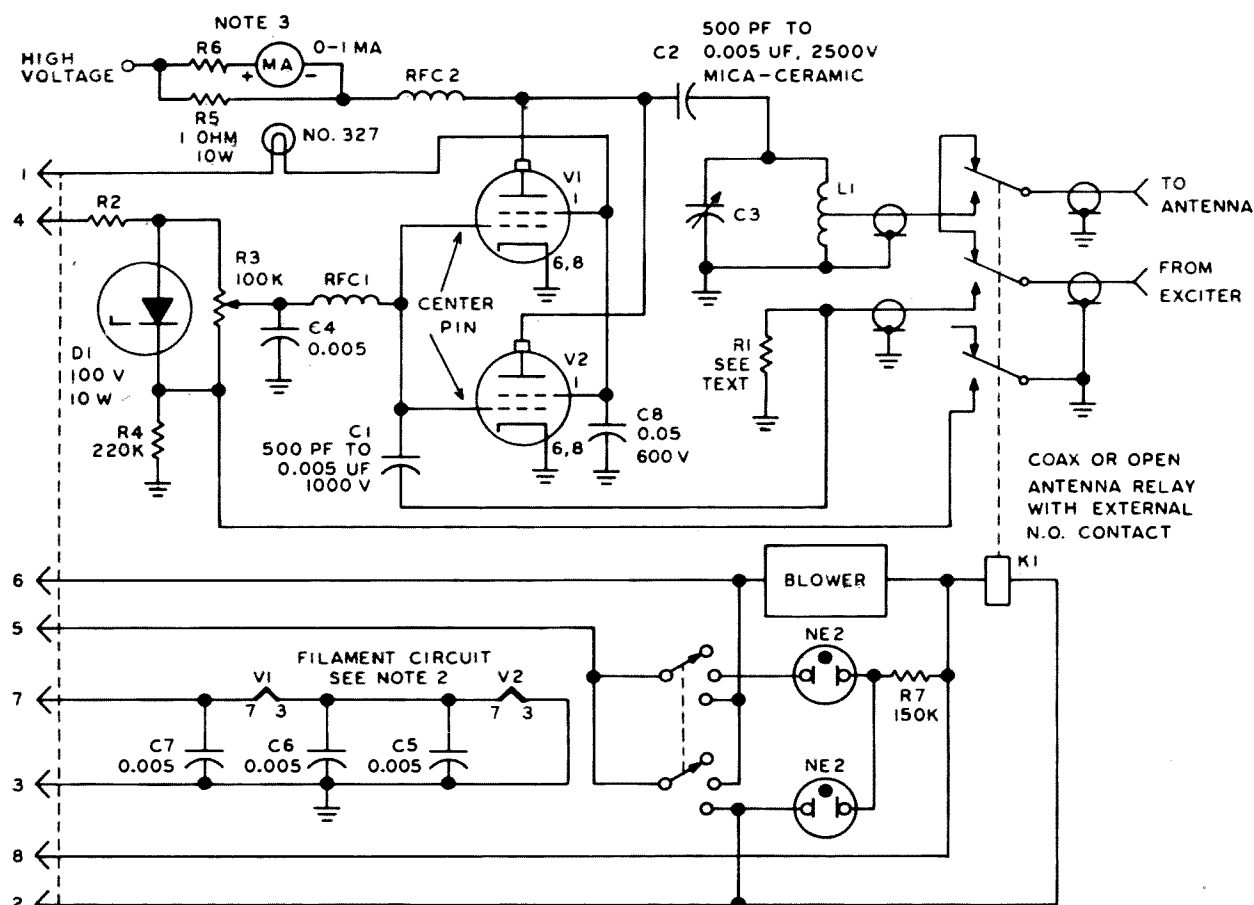 NOTE 3
HIGH
VOLTAGE
R6
MA
+ -
0-1 MA
R5
1 OHM
10W
RFC 2
NO. 327
C2
500 PF TO
0.005 UF, 2500V
MICA-CERAMIC
1
4
R2
R3
100K
RFC1
C4
0.005
D1
100 V
10 W
R4
220K
CENTER
PIN
V1
1
6,8
V2
1
6,8
C1
500 PF TO
0.005 UF
1000 V
C8
0.05
600 V
C3
L1
R1
SEE
TEXT
TO
ANTENNA
FROM
EXCITER
COAX OR OPEN
ANTENNA RELAY
WITH EXTERNAL
N.O. CONTACT
K1
6
BLOWER
5
NE2
R7
150K
FILAMENT CIRCUIT
SEE NOTE 2
7
V1
7 3
V2
7 3
C7
0.005
C6
0.005
C5
0.005
3
NE2
8
2